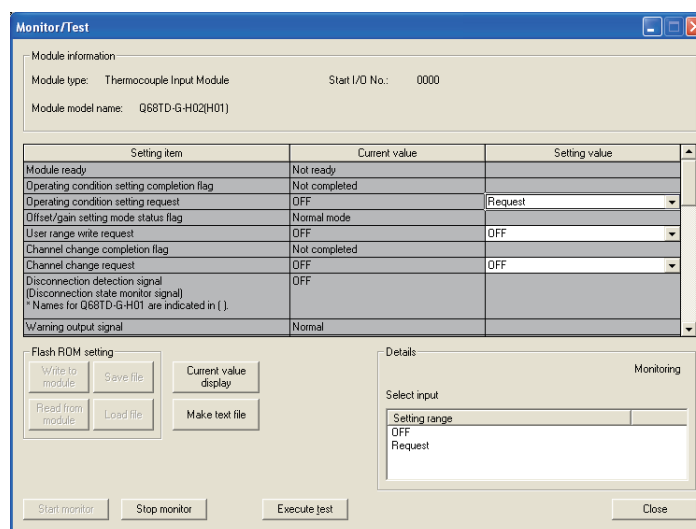 Monitor/Test
Module information
Module type: Thermocouple Input Module Start I/O No.: 0000
Module model name: Q68TD-G-H02(H01)
Setting item Current value Setting value
Module ready Not ready
Operating condition setting completion flag Not completed
Operating condition setting request OFF Request
Offset/gain setting mode status flag Normal mode
User range write request OFF OFF
Channel change completion flag Not completed
Channel change request OFF OFF
Disconnection detection signal OFF
(Disconnection state monitor signal)
* Names for Q68TD-G-H01 are indicated in ( ).
Warning output signal Normal
Flash ROM setting
Write to
module
Save file
Read from
module
Load file
Current value
display
Make text file
Details
Monitoring
Select input
Setting range
OFF
Request
Start monitor Stop monitor Execute test Close